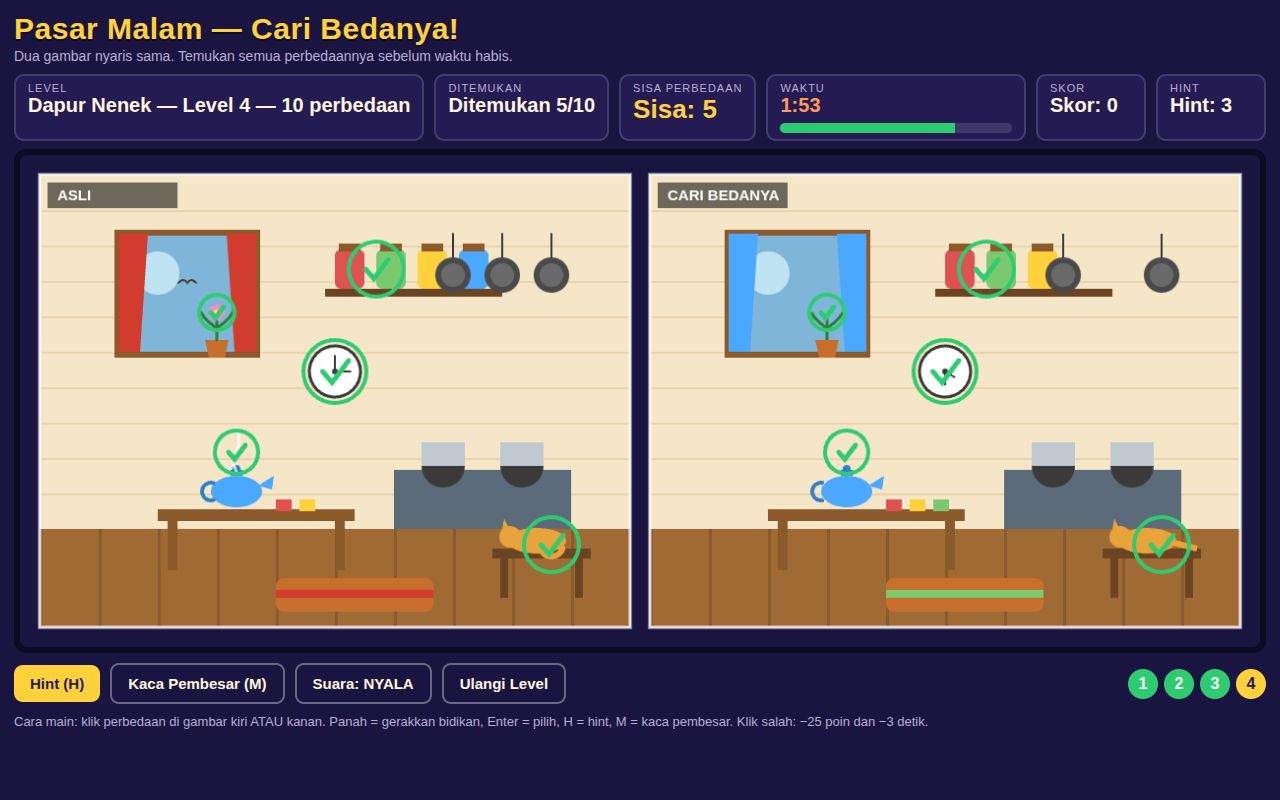 Pasar Malam — Cari Bedanya!
Dua gambar nyaris sama. Temukan semua perbedaannya sebelum waktu habis.
LEVEL
Dapur Nenek — Level 4 — 10 perbedaan
DITEMUKAN
Ditemukan 5/10
SISA PERBEDAAN
Sisa: 5
WAKTU
1:53
SKOR
Skor: 0
HINT
Hint: 3
ASLI
CARI BEDANYA
Hint (H)
Kaca Pembesar (M)
Suara: NYALA
Ulangi Level
1
2
3
4
Cara main: klik perbedaan di gambar kiri ATAU kanan. Panah = gerakkan bidikan, Enter = pilih, H = hint, M = kaca pembesar. Klik salah: −25 poin dan −3 detik.